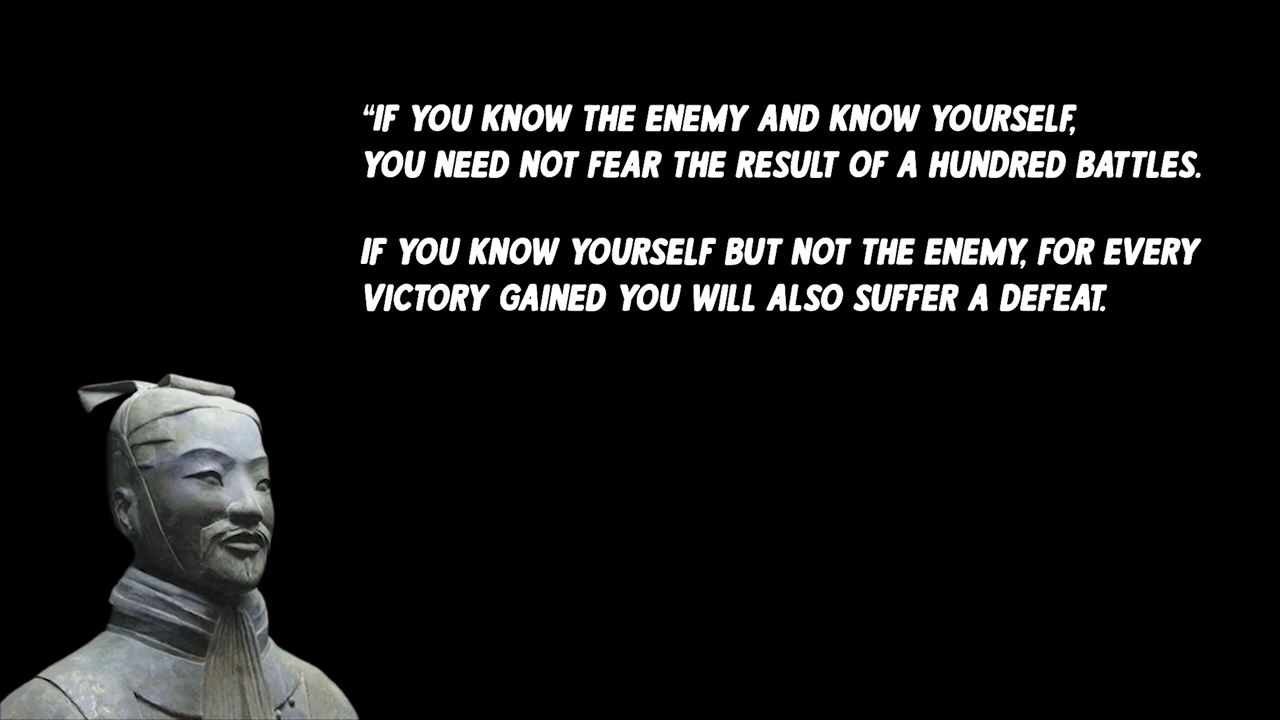 “IF YOU KNOW THE ENEMY AND KNOW YOURSELF,
YOU NEED NOT FEAR THE RESULT OF A HUNDRED BATTLES.
IF YOU KNOW YOURSELF BUT NOT THE ENEMY, FOR EVERY
VICTORY GAINED YOU WILL ALSO SUFFER A DEFEAT.